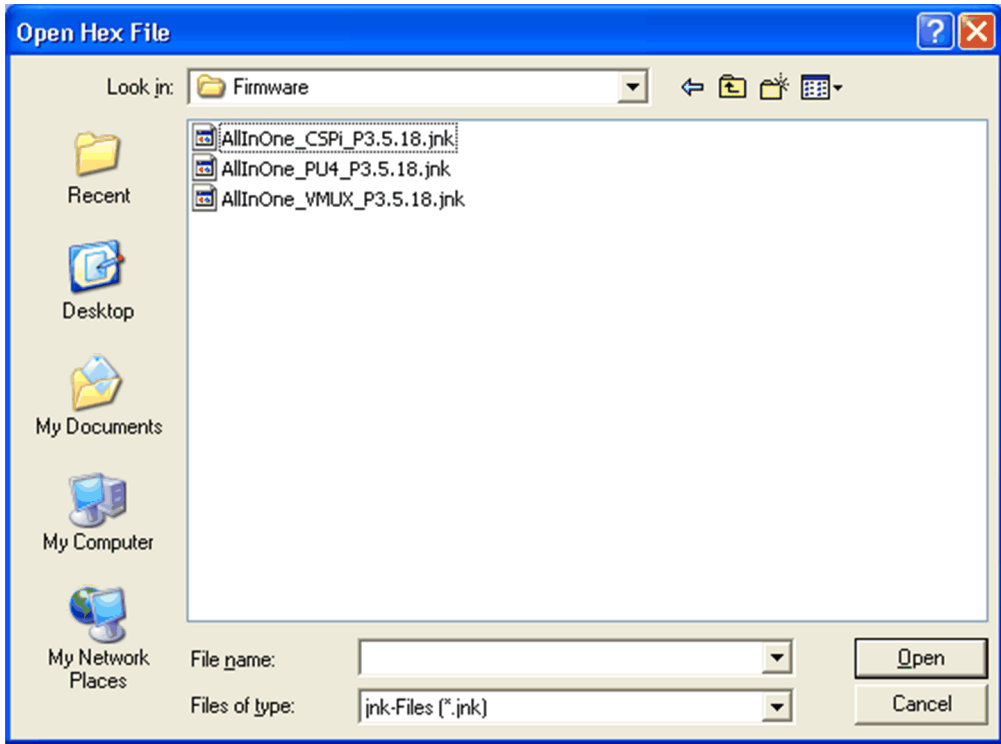 Open Hex File
Look in: Firmware
AllInOne_CSPi_P3.5.18.jnk
AllInOne_PU4_P3.5.18.jnk
AllInOne_VMUX_P3.5.18.jnk
Recent
Desktop
My Documents
My Computer
My Network
Places
File name:
Open
Files of type: jnk-Files (*.jnk)
Cancel